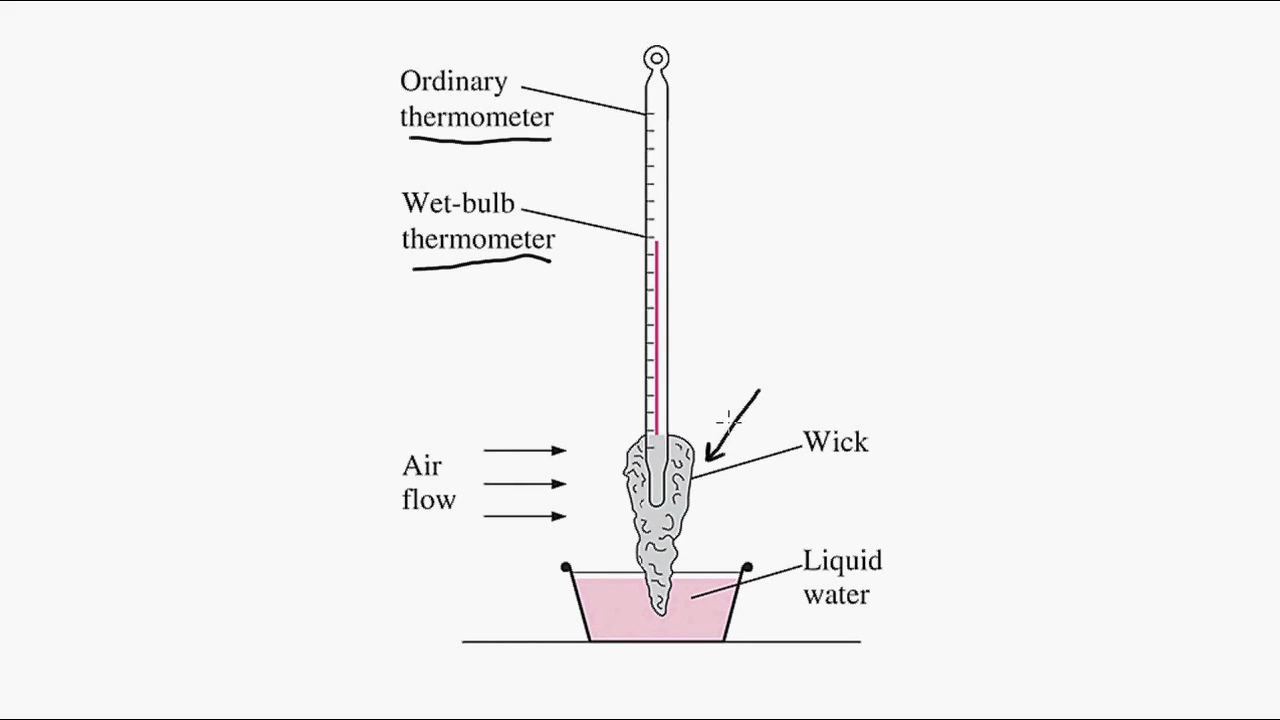 Ordinary
thermometer
Wet-bulb
thermometer
Air
flow
Wick
Liquid
water